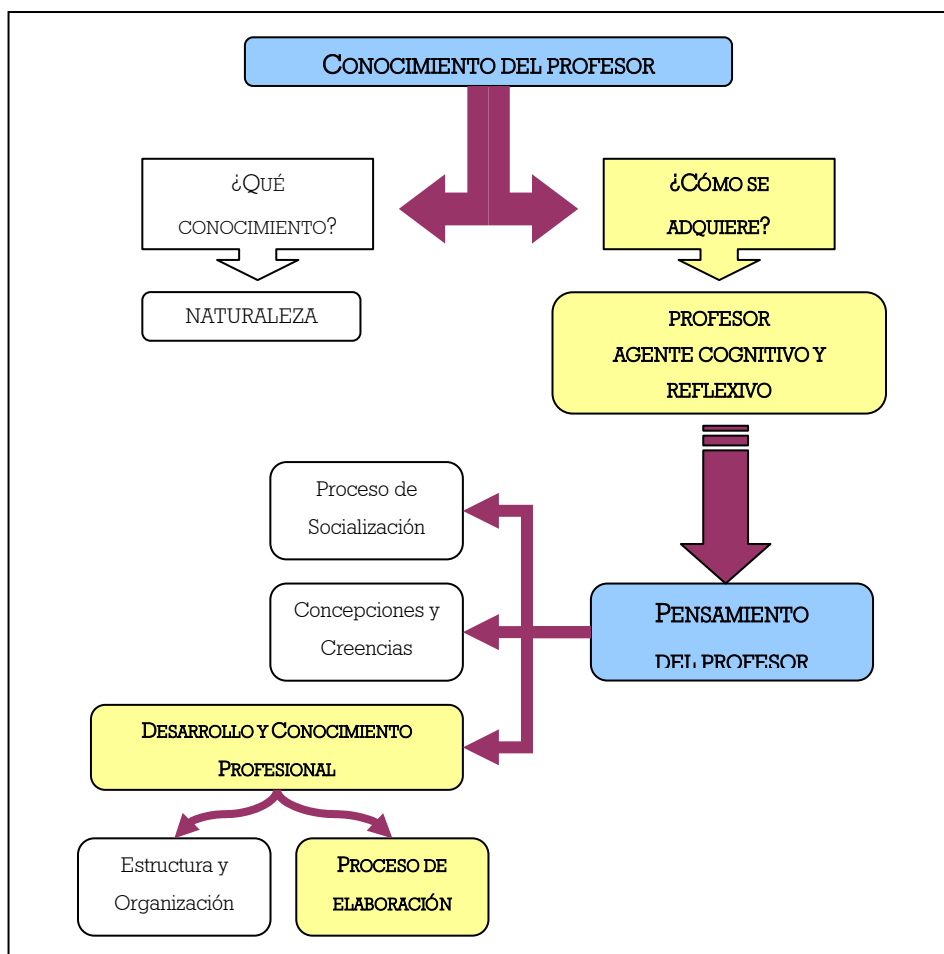 CONOCIMIENTO DEL PROFESOR
¿QUÉ
CONOCIMIENTO?
¿CÓMO SE
ADQUIERE?
NATURALEZA
PROFESOR
AGENTE COGNITIVO Y
REFLEXIVO
Proceso de
Socialización
Concepciones y
Creencias
PENSAMIENTO
DEL PROFESOR
DESARROLLO Y CONOCIMIENTO
PROFESIONAL
Estructura y
Organización
PROCESO DE
ELABORACIÓN